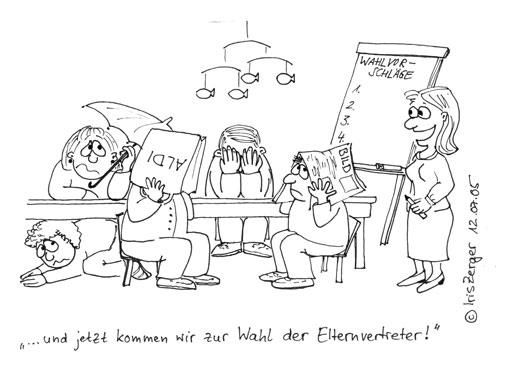 WAHLVOR-
SCHLÄGE
1.
2.
3.
4.
ALDI
BILD
© Iris Zerger 12.07.05
„...und jetzt kommen wir zur Wahl der Elternvertreter!“